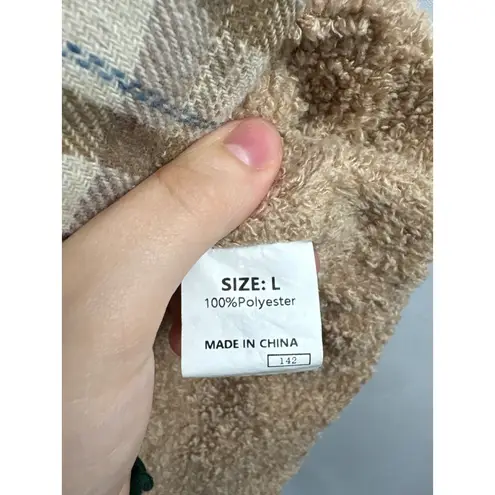 SIZE: L
100%Polyester
MADE IN CHINA
142